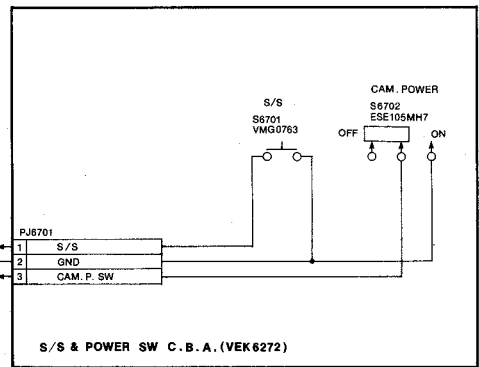 CAM. POWER
S/S
S6701
VMG0763
S6702
ESE105MH7
OFF
ON
PJ6701
1 S/S
2 GND
3 CAM. P. SW
S/S & POWER SW C.B.A.(VEK6272)